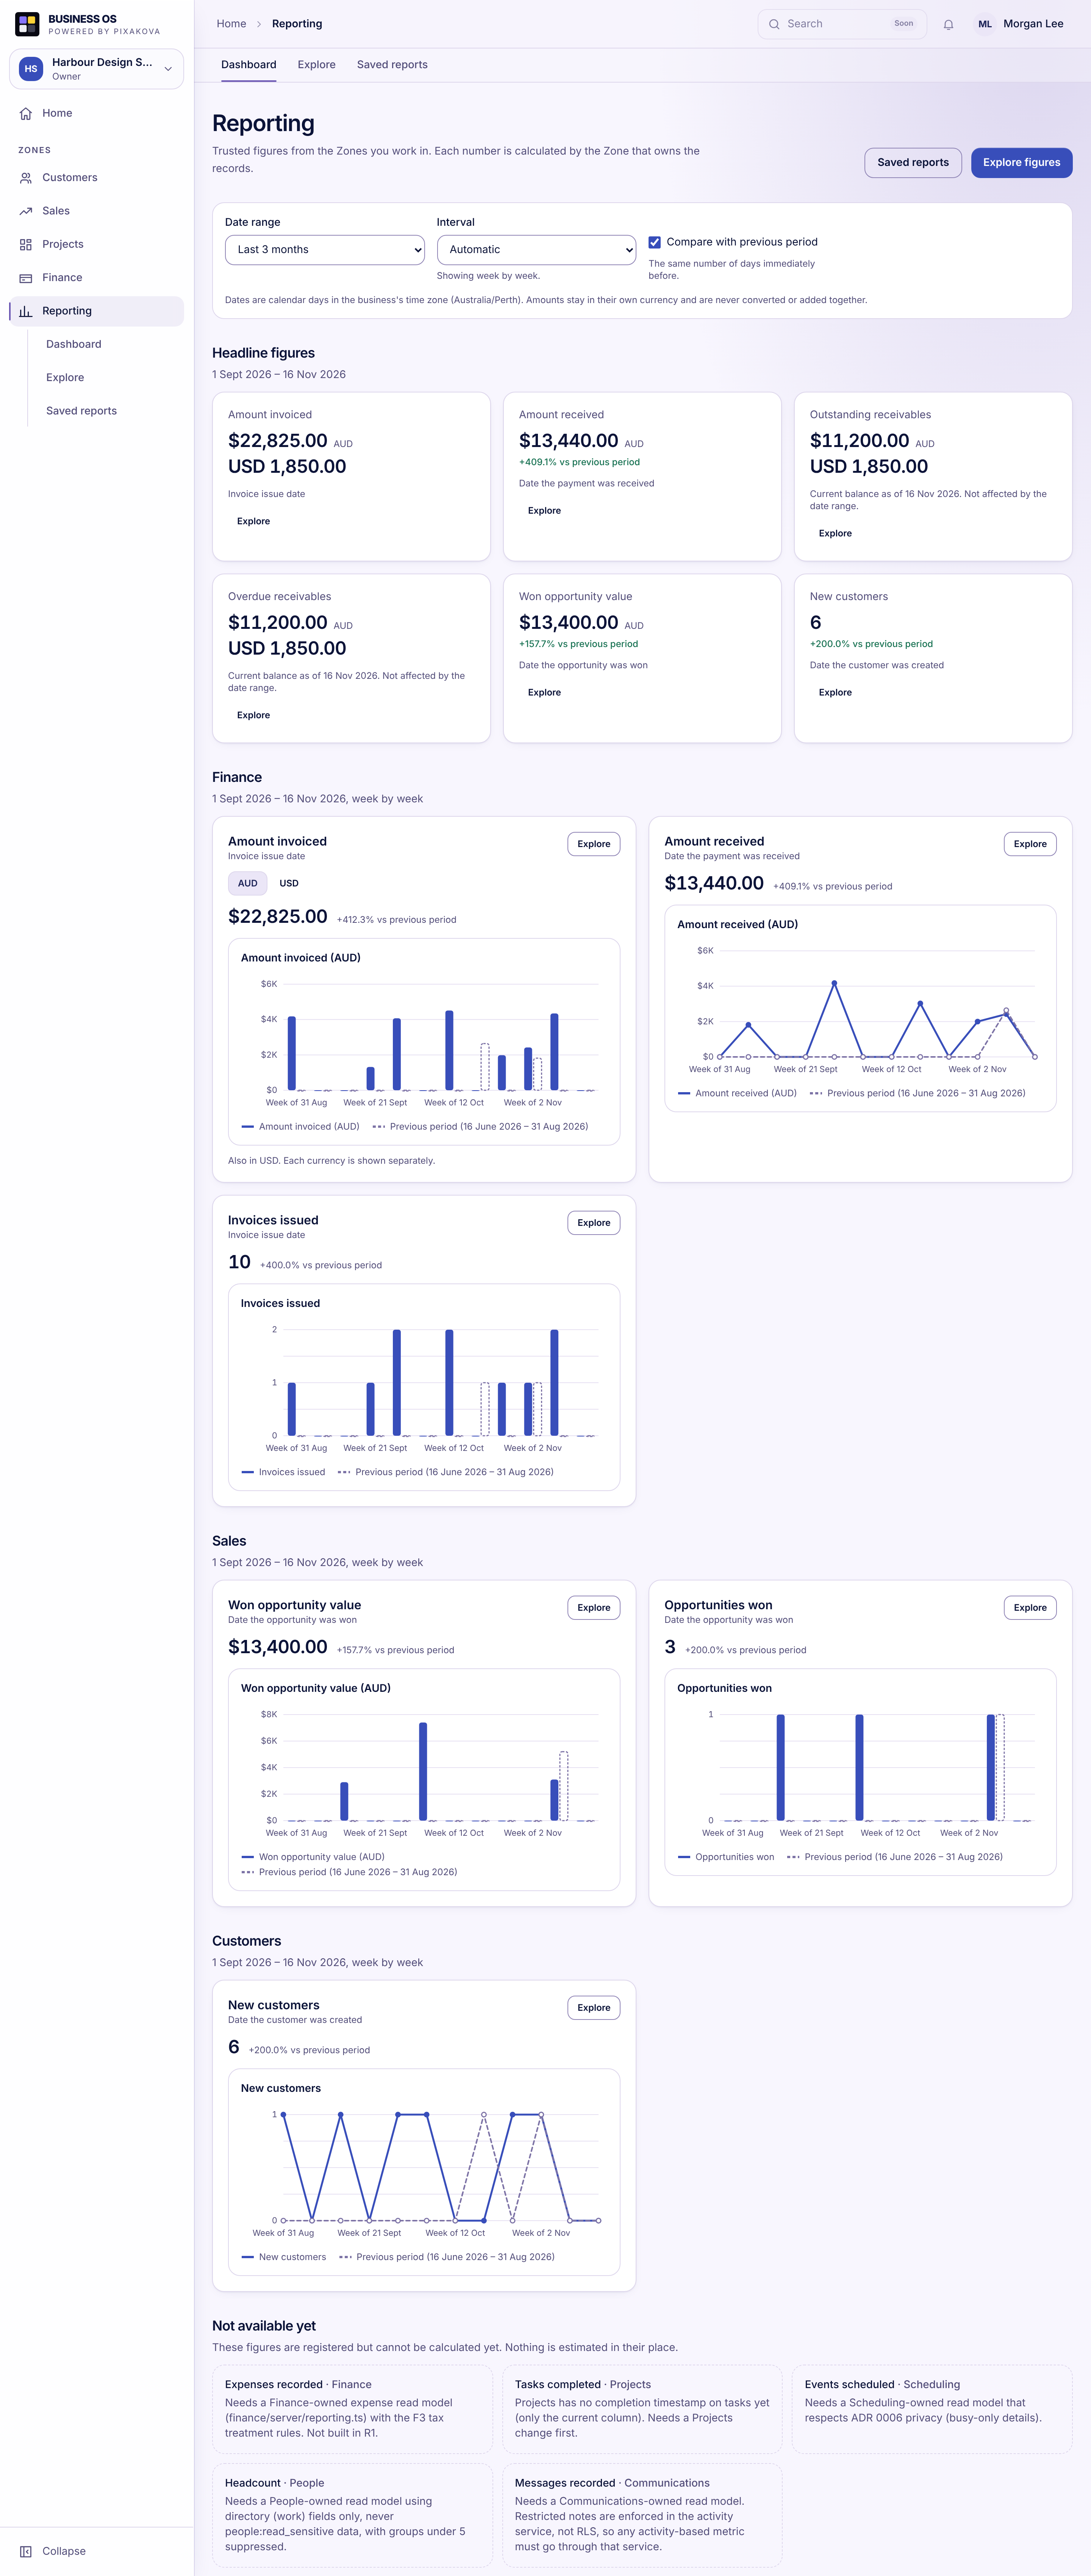 BUSINESS OS
POWERED BY PIXAKOVA
HS
Harbour Design S...
Owner
Home
ZONES
Customers
Sales
Projects
Finance
Reporting
Dashboard
Explore
Saved reports
Collapse
Home > Reporting
Search
Soon
ML
Morgan Lee
Dashboard Explore Saved reports
Reporting
Trusted figures from the Zones you work in. Each number is calculated by the Zone that owns the
records.
Saved reports
Explore figures
Date range
Last 3 months
Interval
Automatic
Showing week by week.
Compare with previous period
The same number of days immediately
before.
Dates are calendar days in the business's time zone (Australia/Perth). Amounts stay in their own currency and are never converted or added together.
Headline figures
1 Sept 2026 – 16 Nov 2026
Amount invoiced
$22,825.00 AUD
USD 1,850.00
Invoice issue date
Explore
Amount received
$13,440.00 AUD
+409.1% vs previous period
Date the payment was received
Explore
Outstanding receivables
$11,200.00 AUD
USD 1,850.00
Current balance as of 16 Nov 2026. Not affected by the
date range.
Explore
Overdue receivables
$11,200.00 AUD
USD 1,850.00
Current balance as of 16 Nov 2026. Not affected by the
date range.
Explore
Won opportunity value
$13,400.00 AUD
+157.7% vs previous period
Date the opportunity was won
Explore
New customers
6
+200.0% vs previous period
Date the customer was created
Explore
Finance
1 Sept 2026 – 16 Nov 2026, week by week
Amount invoiced
Invoice issue date
Explore
AUD USD
$22,825.00 +412.3% vs previous period
Amount invoiced (AUD)
$6K
$4K
$2K
$0
Week of 31 Aug Week of 21 Sept Week of 12 Oct Week of 2 Nov
Amount invoiced (AUD) Previous period (16 June 2026 – 31 Aug 2026)
Also in USD. Each currency is shown separately.
Amount received
Date the payment was received
Explore
$13,440.00 +409.1% vs previous period
Amount received (AUD)
$6K
$4K
$2K
$0
Week of 31 Aug Week of 21 Sept Week of 12 Oct Week of 2 Nov
Amount received (AUD) Previous period (16 June 2026 – 31 Aug 2026)
Invoices issued
Invoice issue date
Explore
10 +400.0% vs previous period
Invoices issued
2
1
0
Week of 31 Aug Week of 21 Sept Week of 12 Oct Week of 2 Nov
Invoices issued Previous period (16 June 2026 – 31 Aug 2026)
Sales
1 Sept 2026 – 16 Nov 2026, week by week
Won opportunity value
Date the opportunity was won
Explore
$13,400.00 +157.7% vs previous period
Won opportunity value (AUD)
$8K
$6K
$4K
$2K
$0
Week of 31 Aug Week of 21 Sept Week of 12 Oct Week of 2 Nov
Won opportunity value (AUD)
Previous period (16 June 2026 – 31 Aug 2026)
Opportunities won
Date the opportunity was won
Explore
3 +200.0% vs previous period
Opportunities won
1
0
Week of 31 Aug Week of 21 Sept Week of 12 Oct Week of 2 Nov
Opportunities won Previous period (16 June 2026 – 31 Aug 2026)
Customers
1 Sept 2026 – 16 Nov 2026, week by week
New customers
Date the customer was created
Explore
6 +200.0% vs previous period
New customers
1
0
Week of 31 Aug Week of 21 Sept Week of 12 Oct Week of 2 Nov
New customers Previous period (16 June 2026 – 31 Aug 2026)
Not available yet
These figures are registered but cannot be calculated yet. Nothing is estimated in their place.
Expenses recorded · Finance
Needs a Finance-owned expense read model
(finance/server/reporting.ts) with the F3 tax
treatment rules. Not built in R1.
Tasks completed · Projects
Projects has no completion timestamp on tasks yet
(only the current column). Needs a Projects
change first.
Events scheduled · Scheduling
Needs a Scheduling-owned read model that
respects ADR 0006 privacy (busy-only details).
Headcount · People
Needs a People-owned read model using
directory (work) fields only, never
people:read_sensitive data, with groups under 5
suppressed.
Messages recorded · Communications
Needs a Communications-owned read model.
Restricted notes are enforced in the activity
service, not RLS, so any activity-based metric
must go through that service.